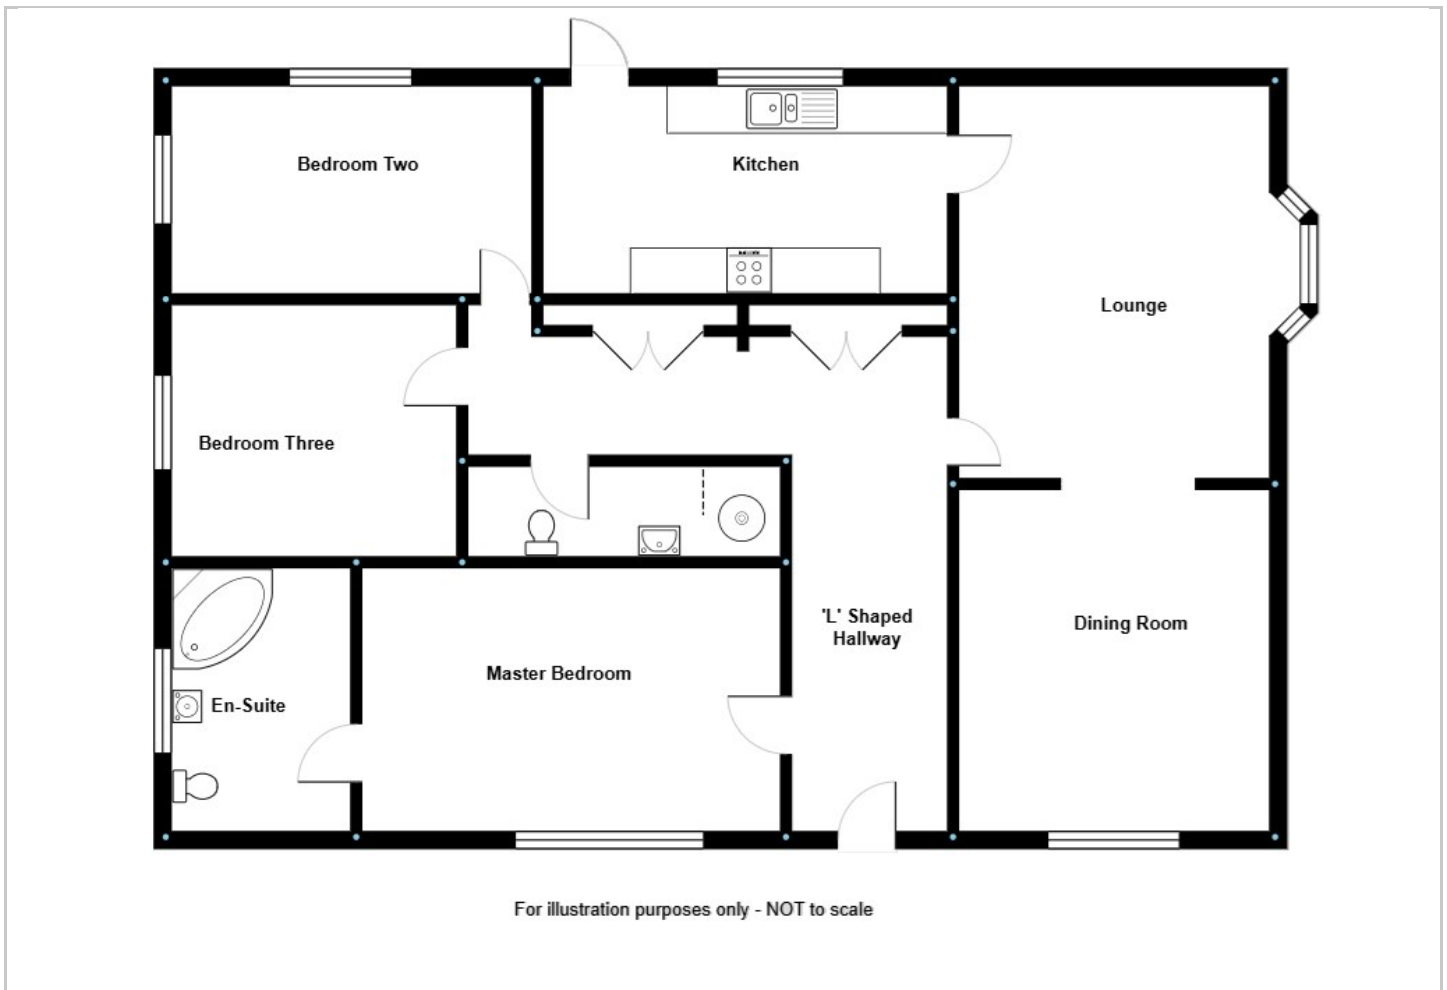 Bedroom Two
Kitchen
Lounge
Bedroom Three
'L' Shaped
Hallway
Dining Room
Master Bedroom
En-Suite
For illustration purposes only - NOT to scale